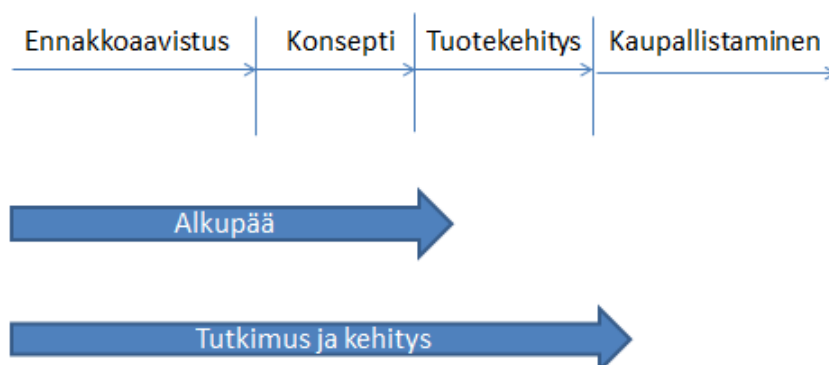 Ennakkoaavistus Konsepti Tuotekehitys Kaupallistaminen
Alkupää
Tutkimus ja kehitys